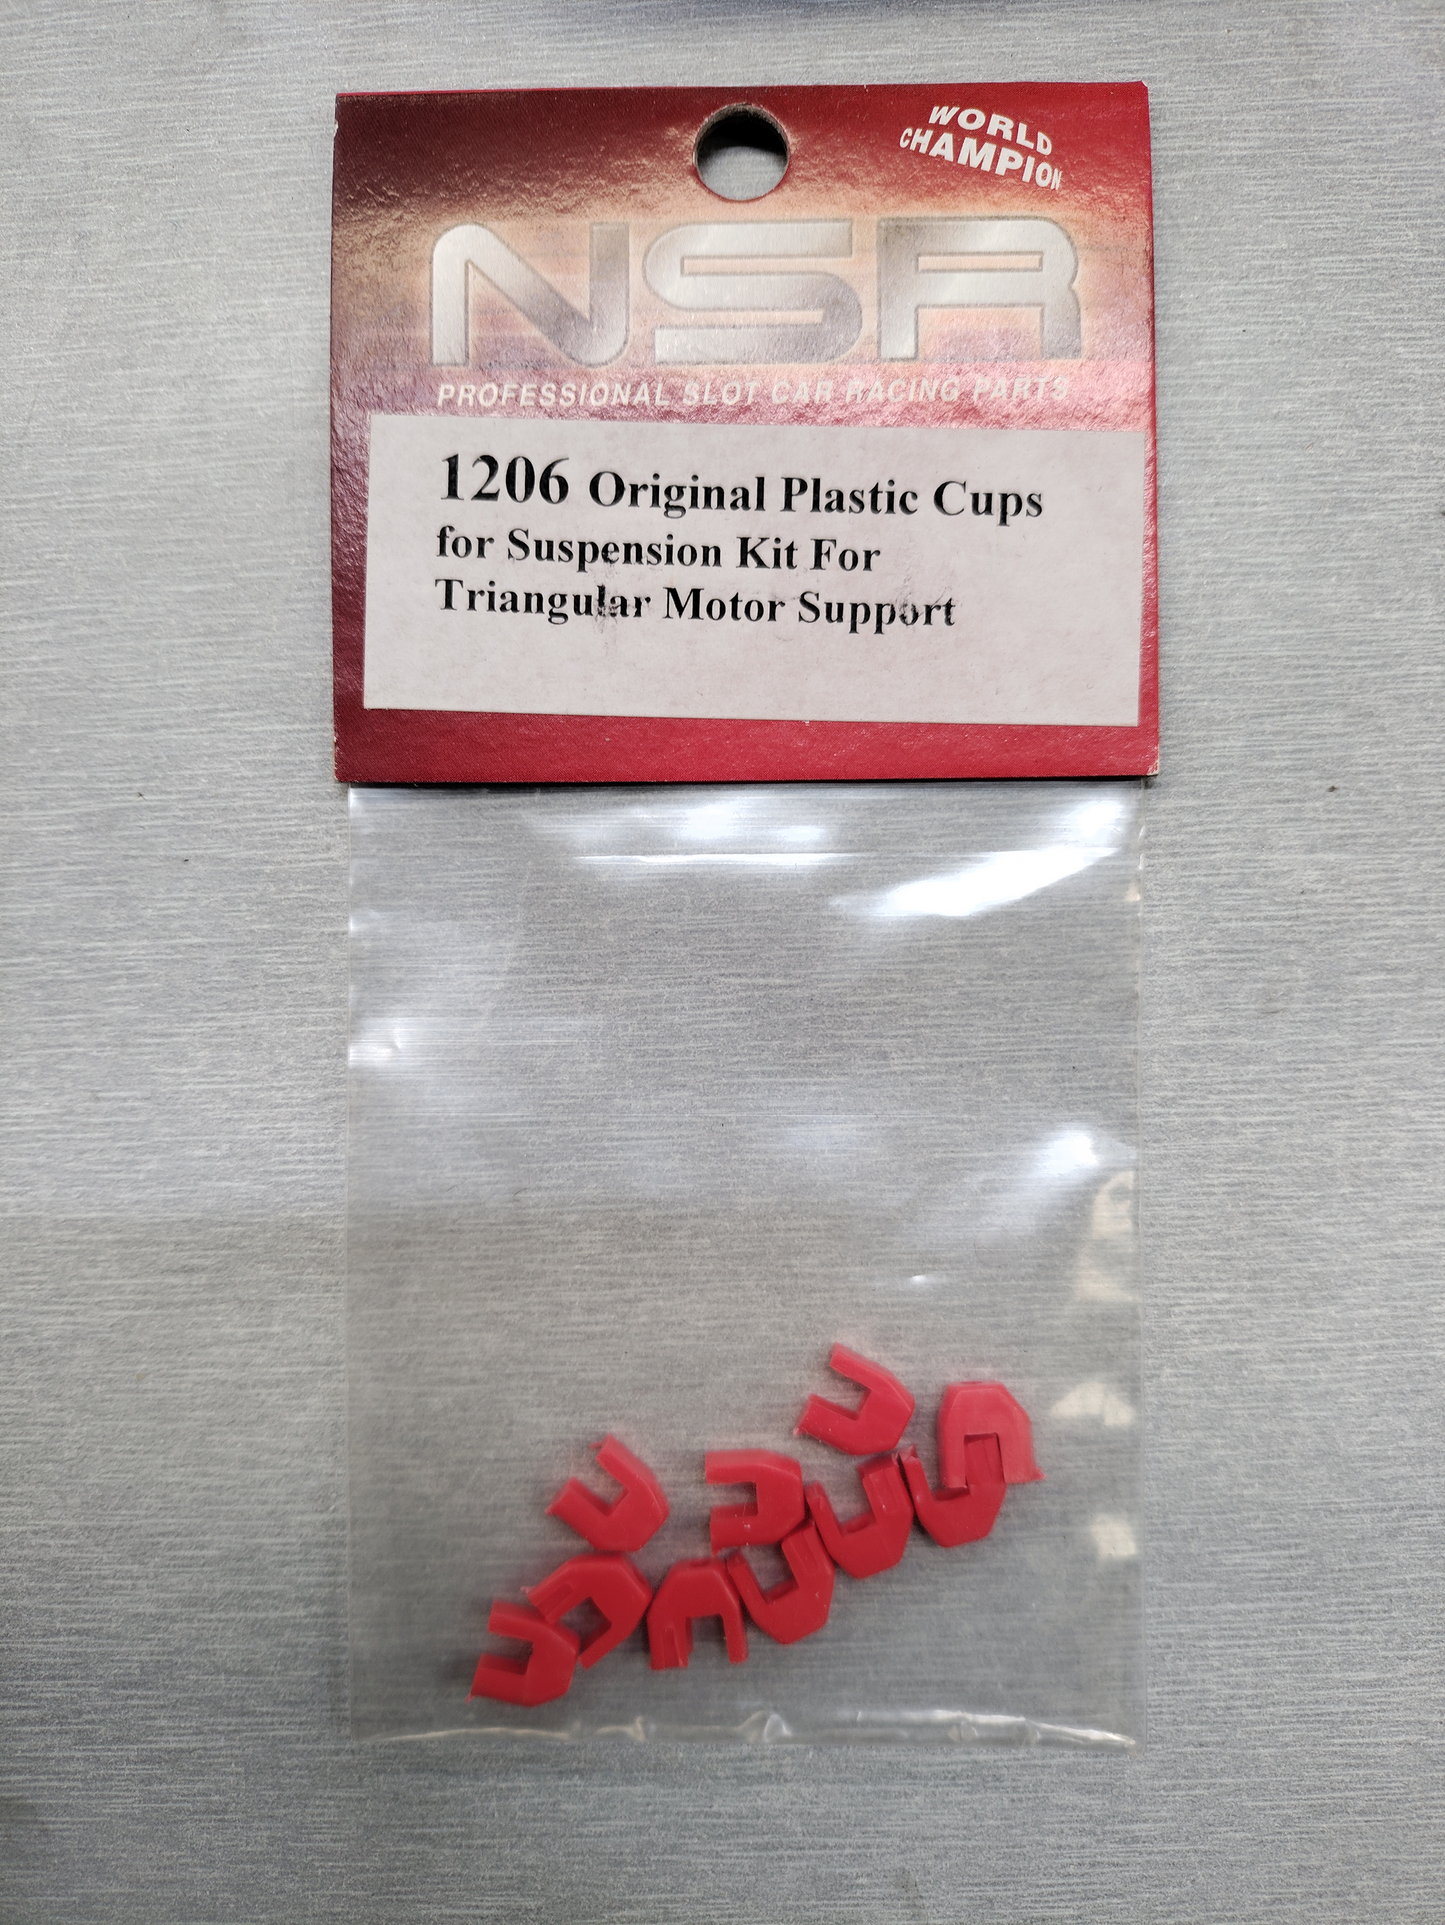 WORLD
CHAMPION
NSR
PROFESSIONAL SLOT CAR RACING PARTS
1206 Original Plastic Cups
for Suspension Kit For
Triangular Motor Support